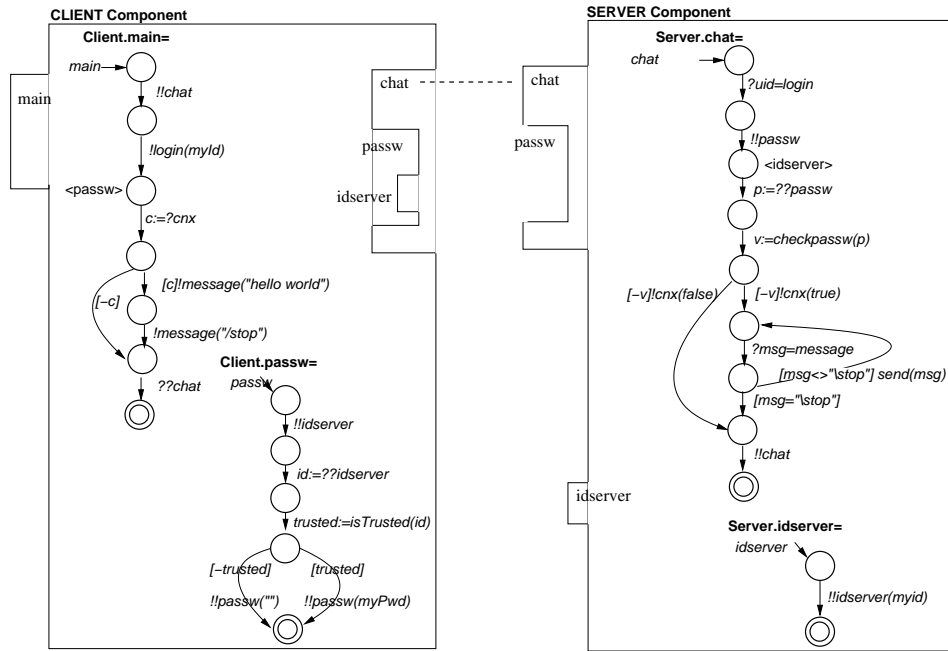 CLIENT Component
Client.main=
main
main
!!chat
!login(myId)
<passw>
c:=?cnx
[−c]
[c]!message("hello world")
!message("/stop")
??chat
chat
passw
idserver
Client.passw=
passw
!!idserver
id:=??idserver
trusted:=isTrusted(id)
[−trusted]
[trusted]
!!passw("")
!!passw(myPwd)
SERVER Component
Server.chat=
chat
chat
passw
?uid=login
!!passw
<idserver>
p:=??passw
v:=checkpassw(p)
[−v]!cnx(false)
[−v]!cnx(true)
?msg=message
[msg<>"\stop"] send(msg)
[msg="\stop"]
!!chat
idserver
Server.idserver=
idserver
!!idserver(myid)